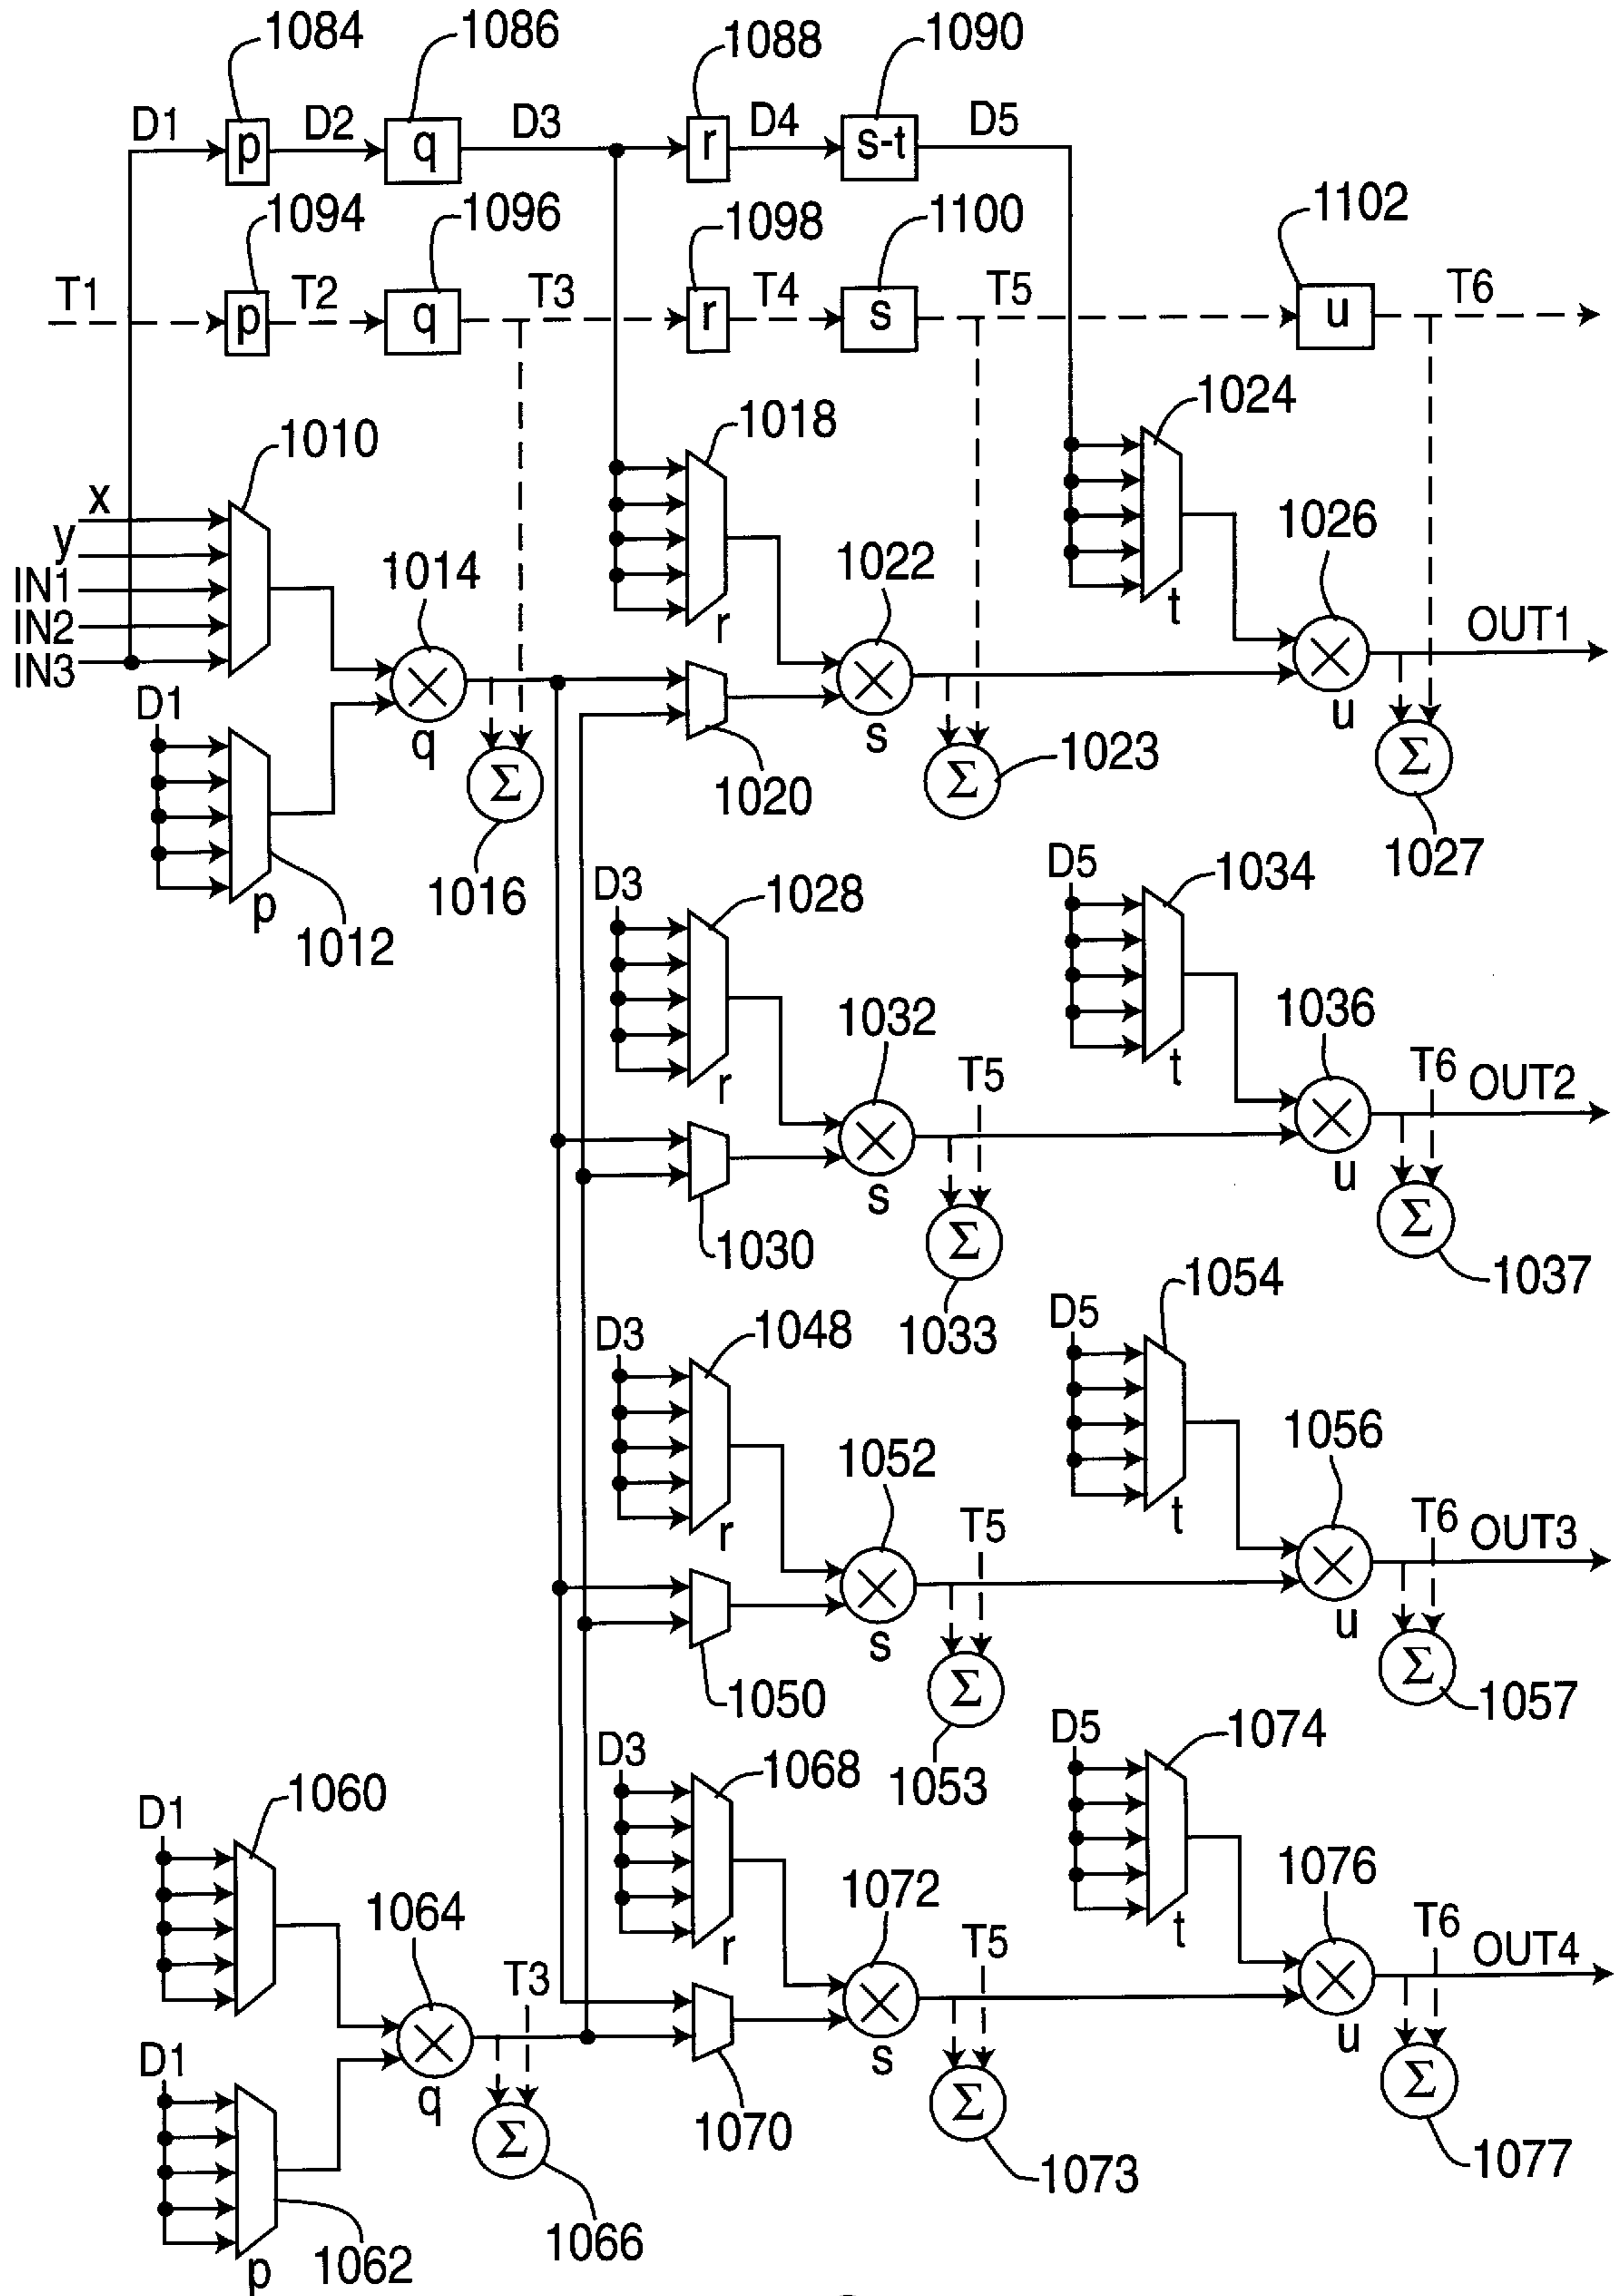 1084 1086 1088 1090
D1 p D2 q D3 r D4 s-t D5
1094 1096 1098 1100 1102
T1 p T2 q T3 r T4 s T5 u T6
1010 1018 1024
x
y
IN1
IN2
IN3
1014 1022 1026
r t
OUT1
D1
q s u
Σ Σ Σ
1020 1023
1027
p
1012
1016
D3 1028 D5 1034
1032 1036
r t
T5 T6 OUT2
s u
Σ Σ
1030 1033 1037
D3 1048 D5 1054
1052 1056
r t
T5 T6 OUT3
s u
Σ Σ
1050 1053 1057
D1 1060 D3 1068 D5 1074
1064 1072 1076
r t
T3 T5 T6 OUT4
D1
q s u
Σ Σ Σ
1070 1073 1077
p 1062 1066